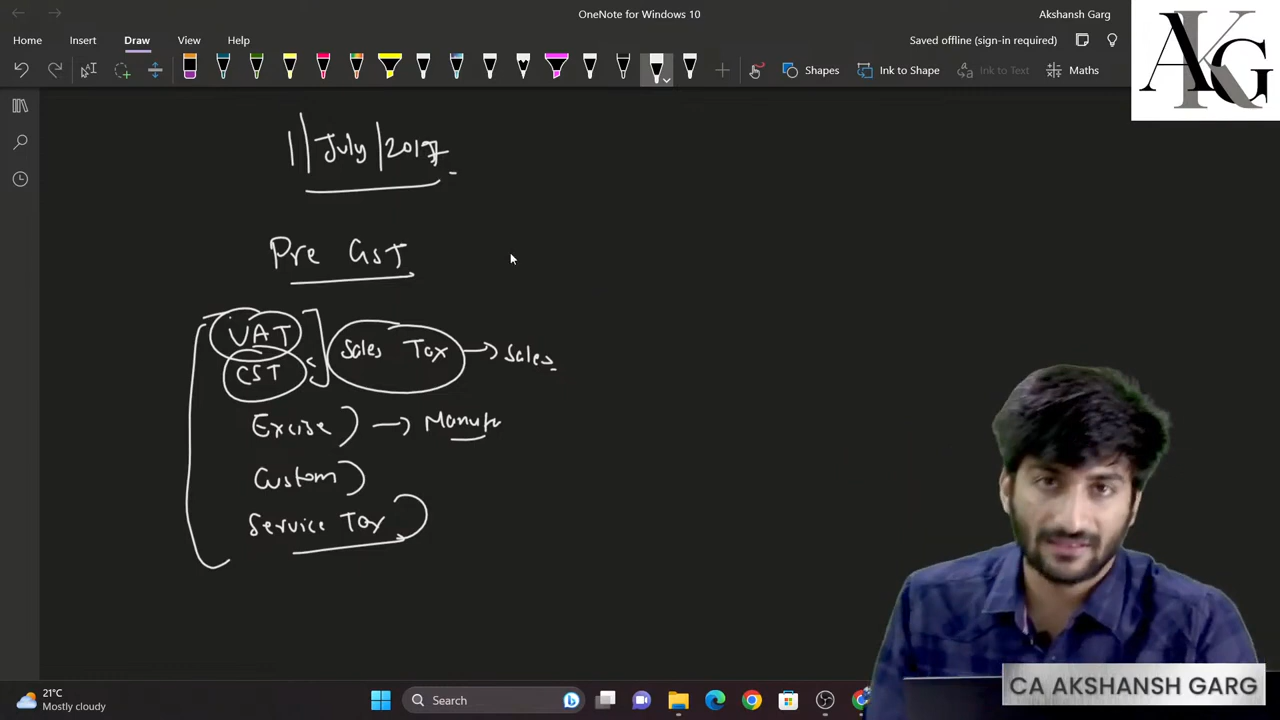 OneNote for Windows 10
Akshansh Garg
Home Insert Draw View Help
Saved offline (sign-in required)
Shapes Ink to Shape Ink to Text Maths
AKG
1|July|2017
Pre GST
VAT
CST
Sales Tax → Sales
Excise → Manufa
Custom
Service Tax
CA AKSHANSH GARG
21°C
Mostly cloudy
Search